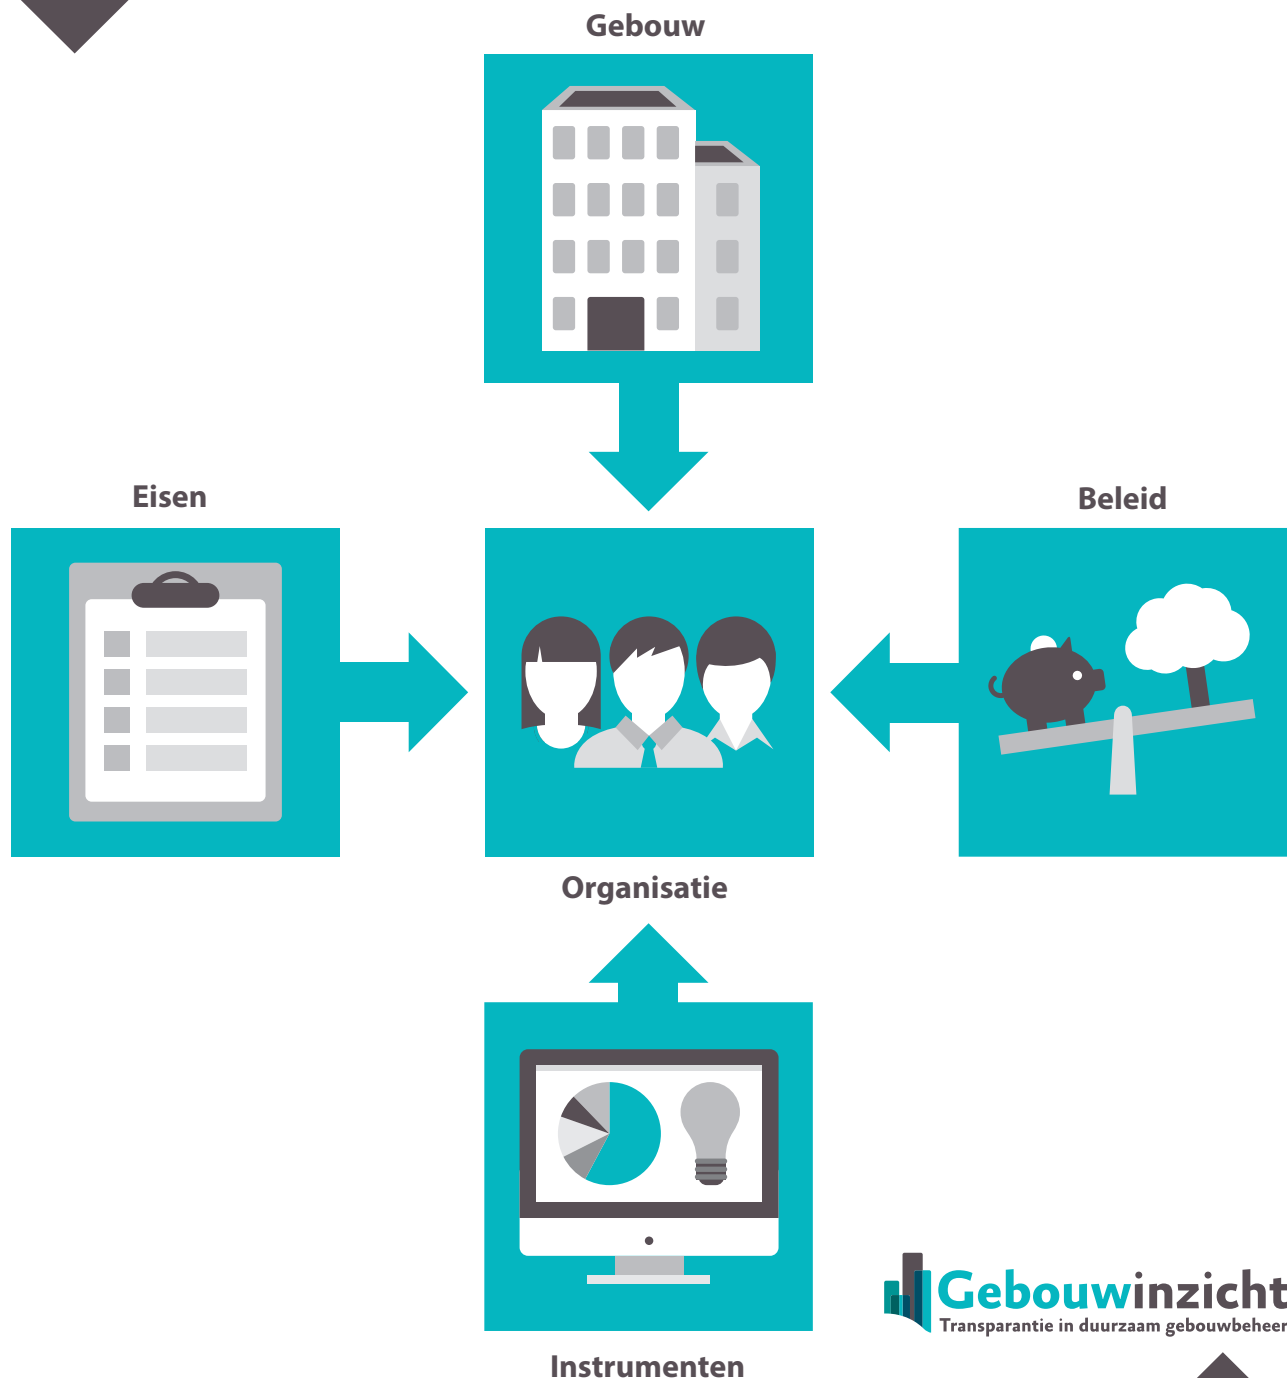 Gebouw
Eisen
Beleid
Organisatie
Instrumenten
Gebouwinzicht
Transparantie in duurzaam gebouwbeheer